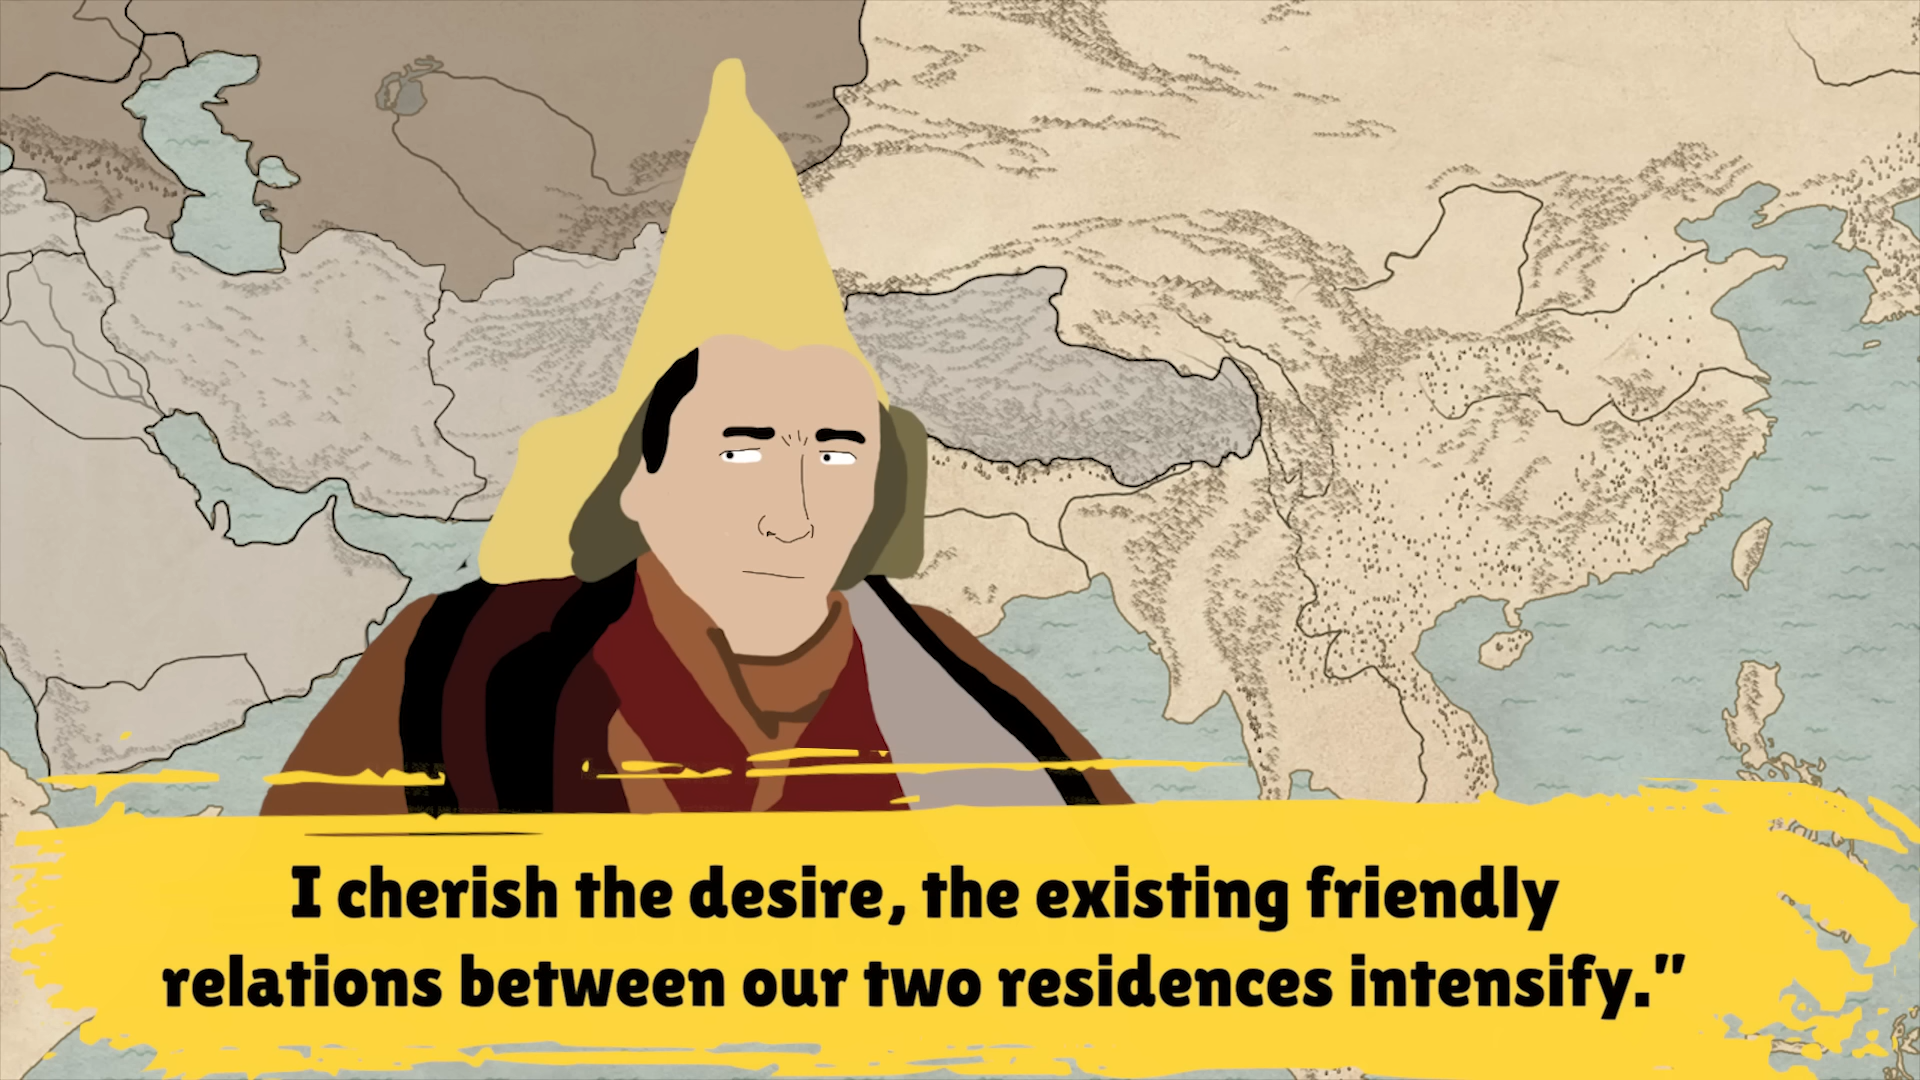 I cherish the desire, the existing friendly
relations between our two residences intensify."